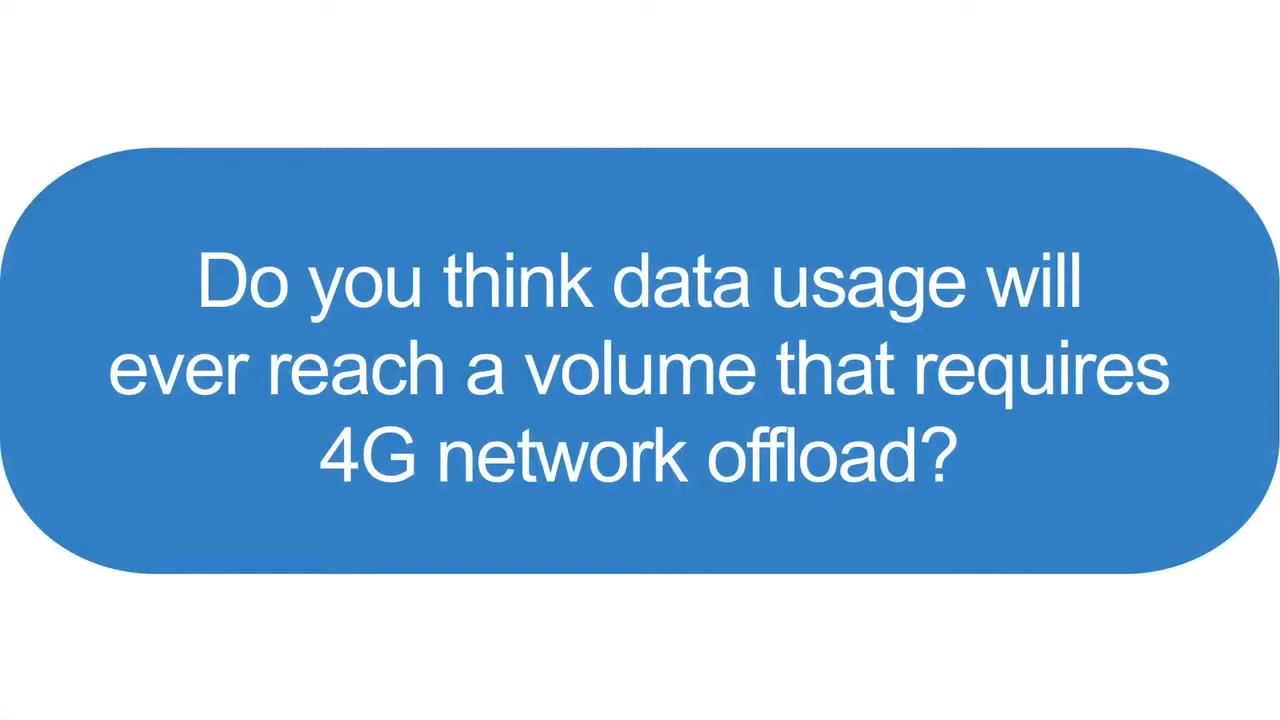 Do you think data usage will
ever reach a volume that requires
4G network offload?